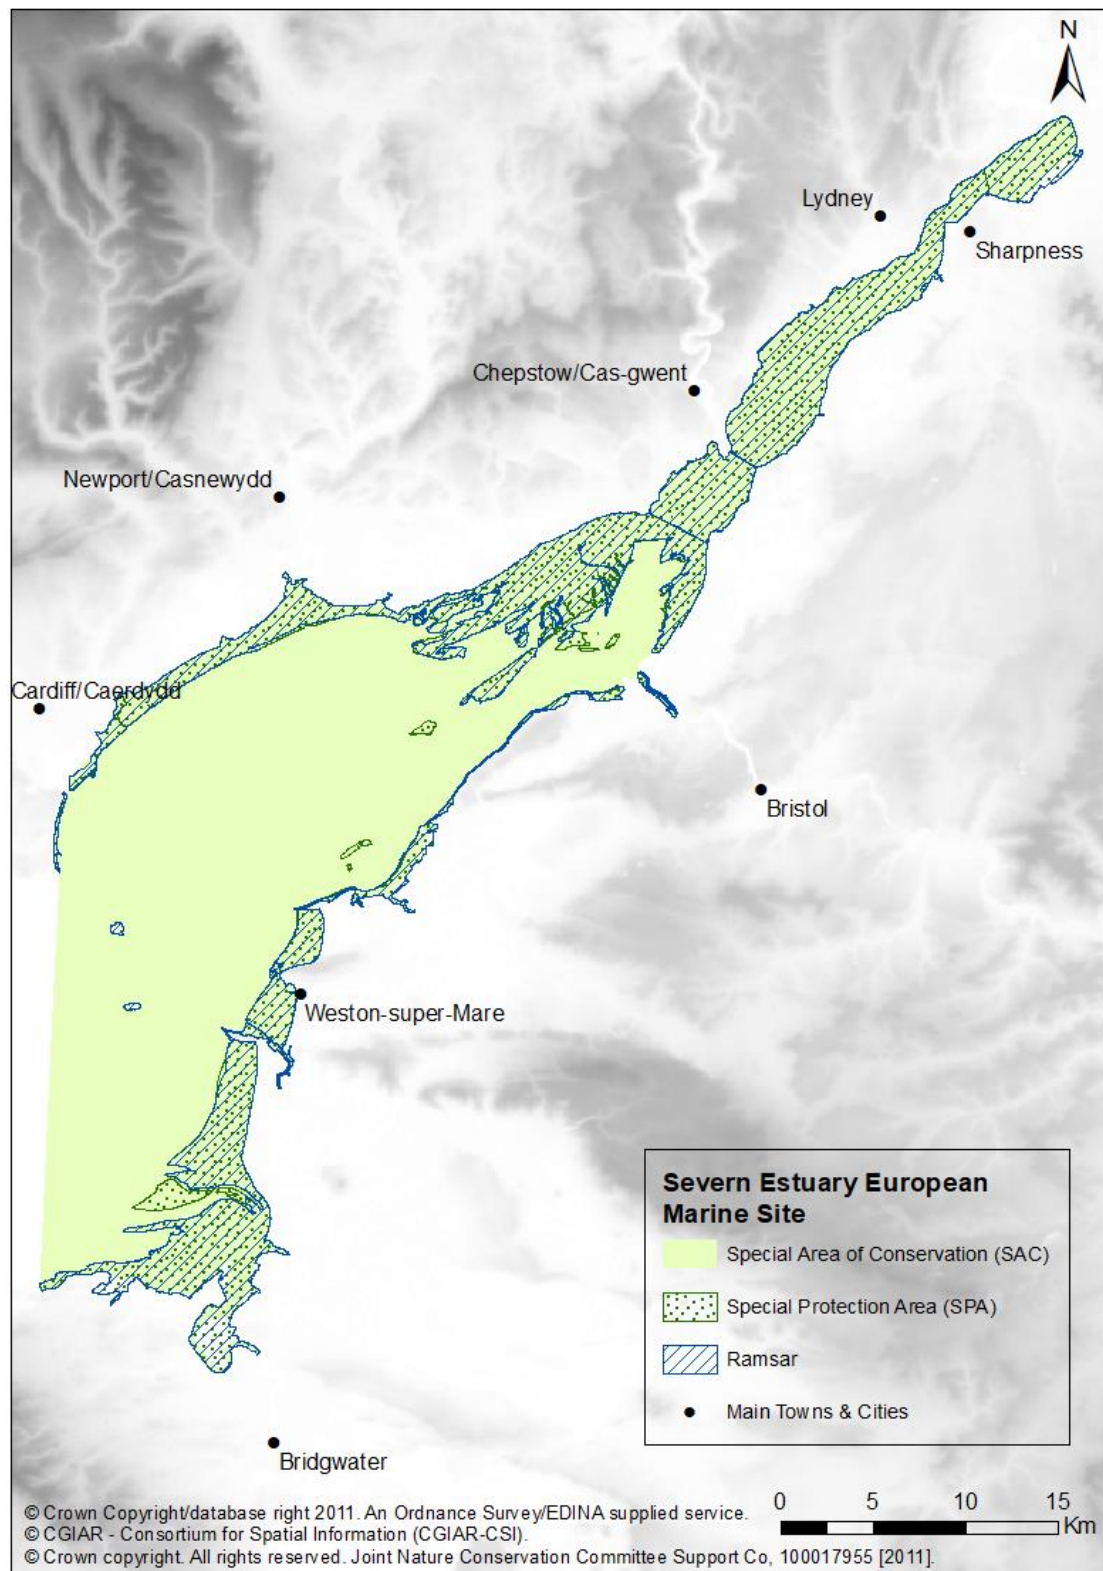 N
Lydney
Sharpness
Chepstow/Cas-gwent
Newport/Casnewydd
Cardiff/Caerdydd
Bristol
Weston-super-Mare
Severn Estuary European
Marine Site
Special Area of Conservation (SAC)
Special Protection Area (SPA)
Ramsar
Main Towns & Cities
Bridgwater
0 5 10 15
Km
© Crown Copyright/database right 2011. An Ordnance Survey/EDINA supplied service.
© CGIAR - Consortium for Spatial Information (CGIAR-CSI).
© Crown copyright. All rights reserved. Joint Nature Conservation Committee Support Co, 100017955 [2011].